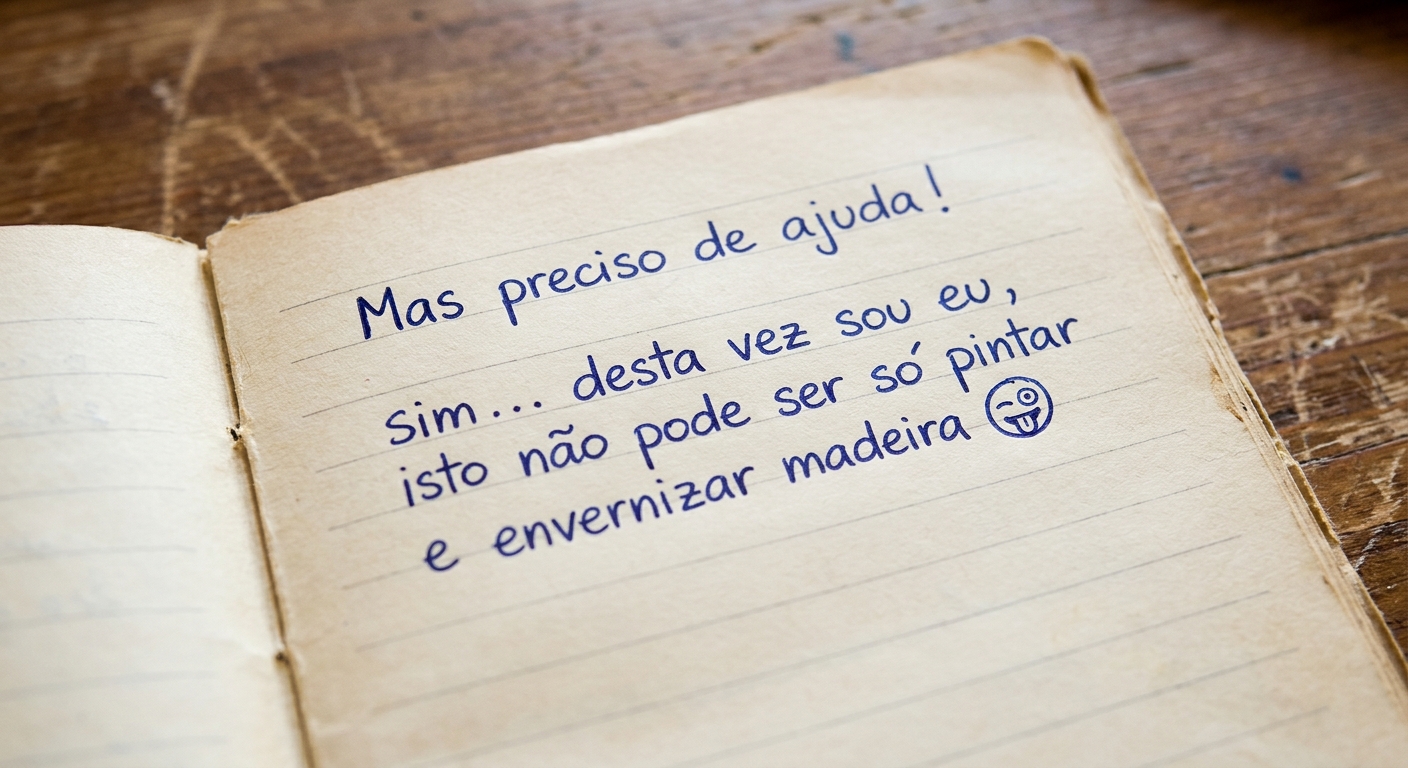 Mas preciso de ajuda!
sim... desta vez sou eu,
isto não pode ser só pintar
e envernizar madeira 😜